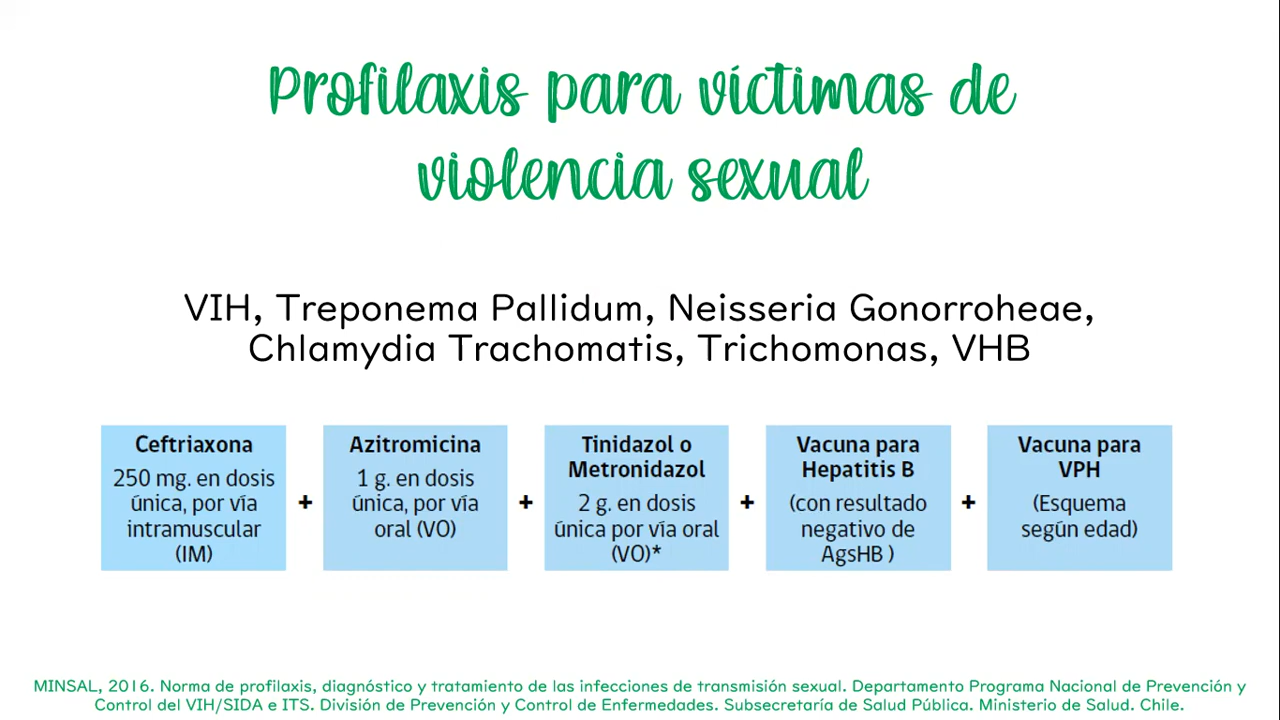 Profilaxis para víctimas de
violencia sexual
VIH, Treponema Pallidum, Neisseria Gonorroheae,
Chlamydia Trachomatis, Trichomonas, VHB
Ceftriaxona
250 mg. en dosis
única, por vía
intramuscular
(IM)
+
Azitromicina
1 g. en dosis
única, por vía
oral (VO)
+
Tinidazol o
Metronidazol
2 g. en dosis
única por vía oral
(VO)*
+
Vacuna para
Hepatitis B
(con resultado
negativo de
AgsHB )
+
Vacuna para
VPH
(Esquema
según edad)
MINSAL, 2016. Norma de profilaxis, diagnóstico y tratamiento de las infecciones de transmisión sexual. Departamento Programa Nacional de Prevención y
Control del VIH/SIDA e ITS. División de Prevención y Control de Enfermedades. Subsecretaría de Salud Pública. Ministerio de Salud. Chile.